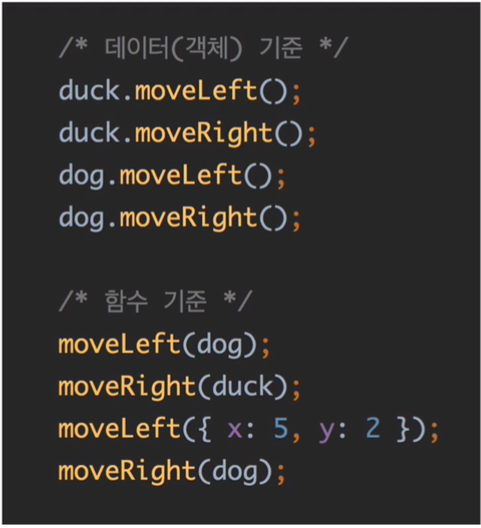 /* 데이터(객체) 기준 */
duck.moveLeft();
duck.moveRight();
dog.moveLeft();
dog.moveRight();
/* 함수 기준 */
moveLeft(dog);
moveRight(duck);
moveLeft({ x: 5, y: 2 });
moveRight(dog);